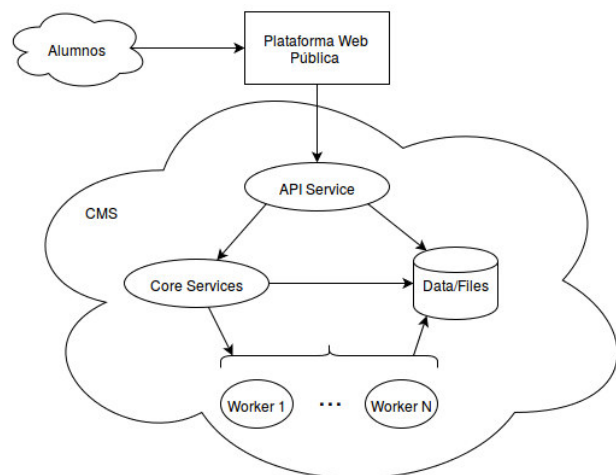 Alumnos
Plataforma Web
Pública
API Service
CMS
Core Services
Data/Files
Worker 1
...
Worker N